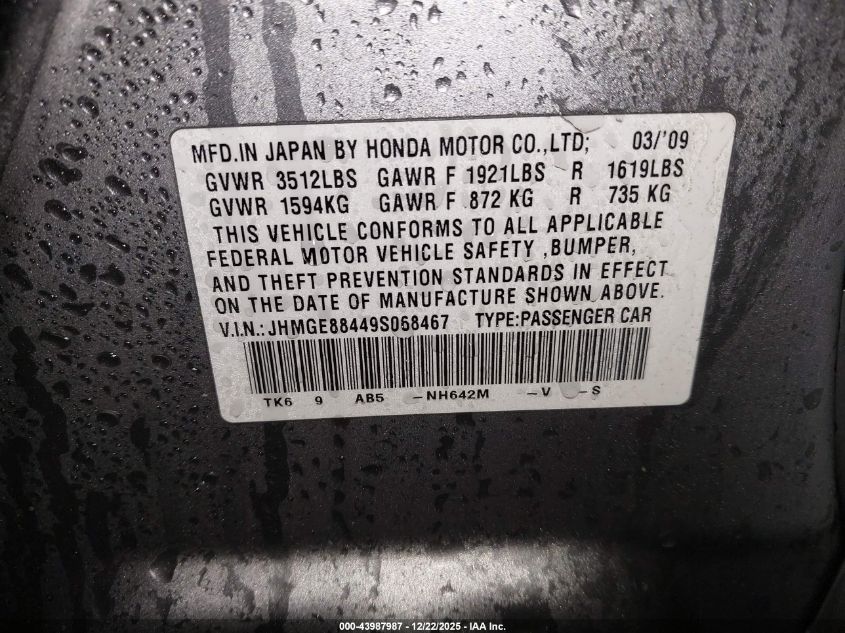 MFD.IN JAPAN BY HONDA MOTOR CO.,LTD; 03/'09
GVWR 3512LBS GAWR F 1921LBS R 1619LBS
GVWR 1594KG GAWR F 872 KG R 735 KG
THIS VEHICLE CONFORMS TO ALL APPLICABLE
FEDERAL MOTOR VEHICLE SAFETY ,BUMPER,
AND THEFT PREVENTION STANDARDS IN EFFECT
ON THE DATE OF MANUFACTURE SHOWN ABOVE.
V.I.N.:JHMGE88449S058467 TYPE:PASSENGER CAR
TK6 9 AB5 -NH642M -V -S
000-43987987 - 12/22/2025 - IAA Inc.